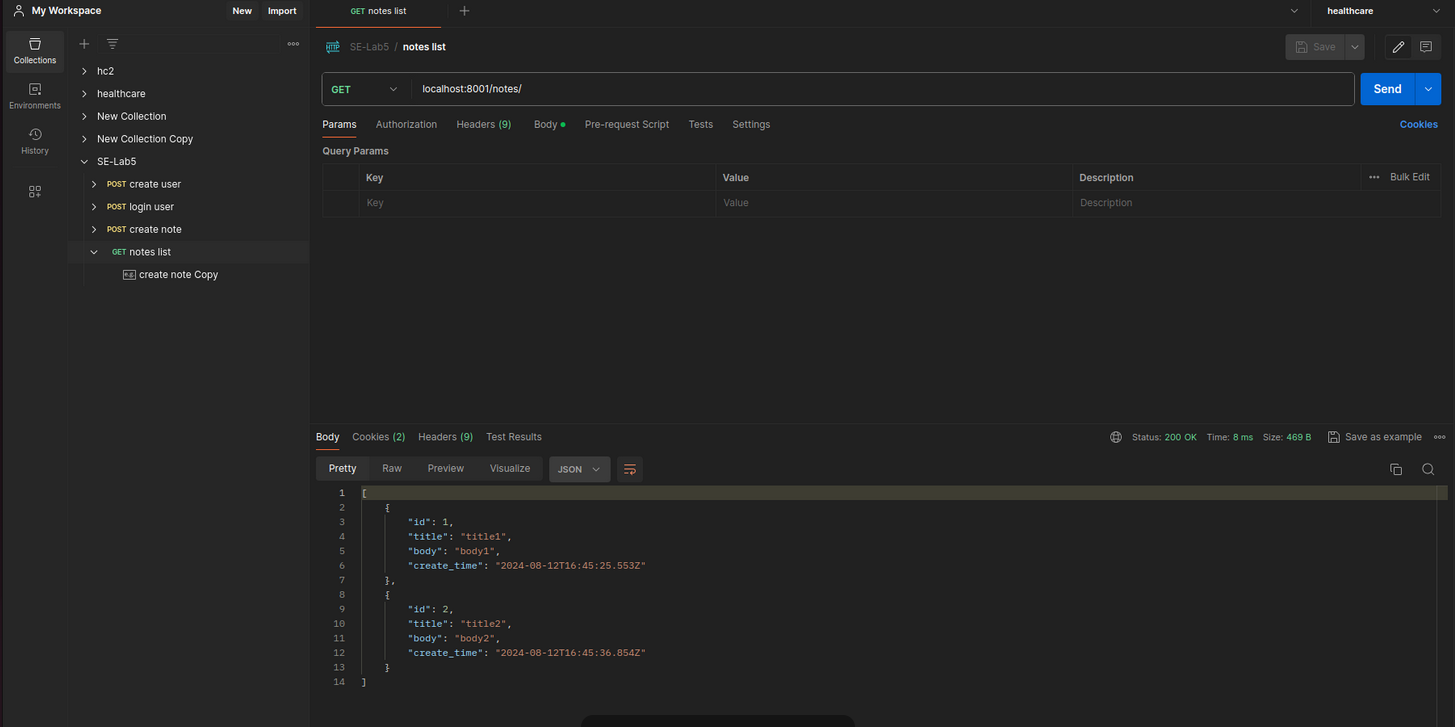 My Workspace New Import
GET notes list healthcare
Collections
Environments
History
hc2
healthcare
New Collection
New Collection Copy
SE-Lab5
POST create user
POST login user
POST create note
GET notes list
e.g. create note Copy
HTTP SE-Lab5 / notes list Save
GET localhost:8001/notes/ Send
Params Authorization Headers (9) Body Pre-request Script Tests Settings Cookies
Query Params
Key Value Description Bulk Edit
Key Value Description
Body Cookies (2) Headers (9) Test Results Status: 200 OK Time: 8 ms Size: 469 B Save as example
Pretty Raw Preview Visualize JSON
1 [
2 {
3 "id": 1,
4 "title": "title1",
5 "body": "body1",
6 "create_time": "2024-08-12T16:45:25.553Z"
7 },
8 {
9 "id": 2,
10 "title": "title2",
11 "body": "body2",
12 "create_time": "2024-08-12T16:45:36.854Z"
13 }
14 ]